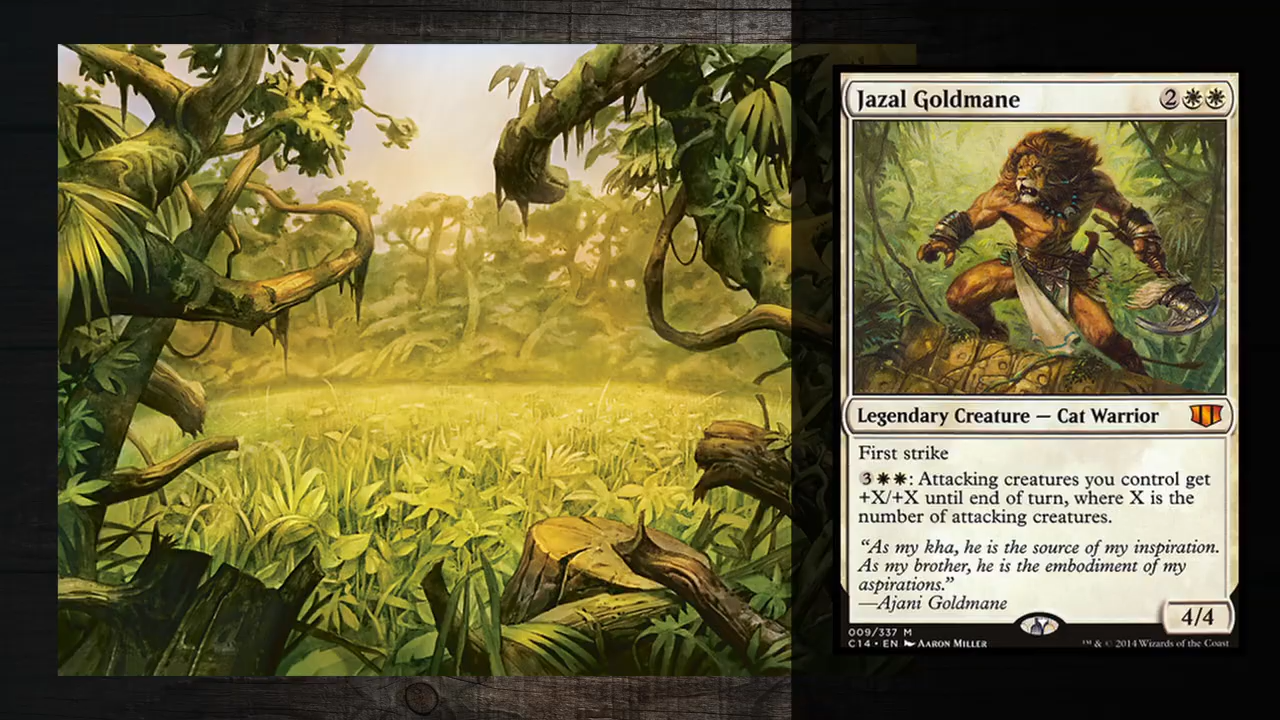 Jazal Goldmane 2
Legendary Creature — Cat Warrior
First strike
3: Attacking creatures you control get
+X/+X until end of turn, where X is the
number of attacking creatures.
“As my kha, he is the source of my inspiration.
As my brother, he is the embodiment of my
aspirations.”
—Ajani Goldmane
4/4
009/337 M
C14 • EN AARON MILLER ™ & © 2014 Wizards of the Coast